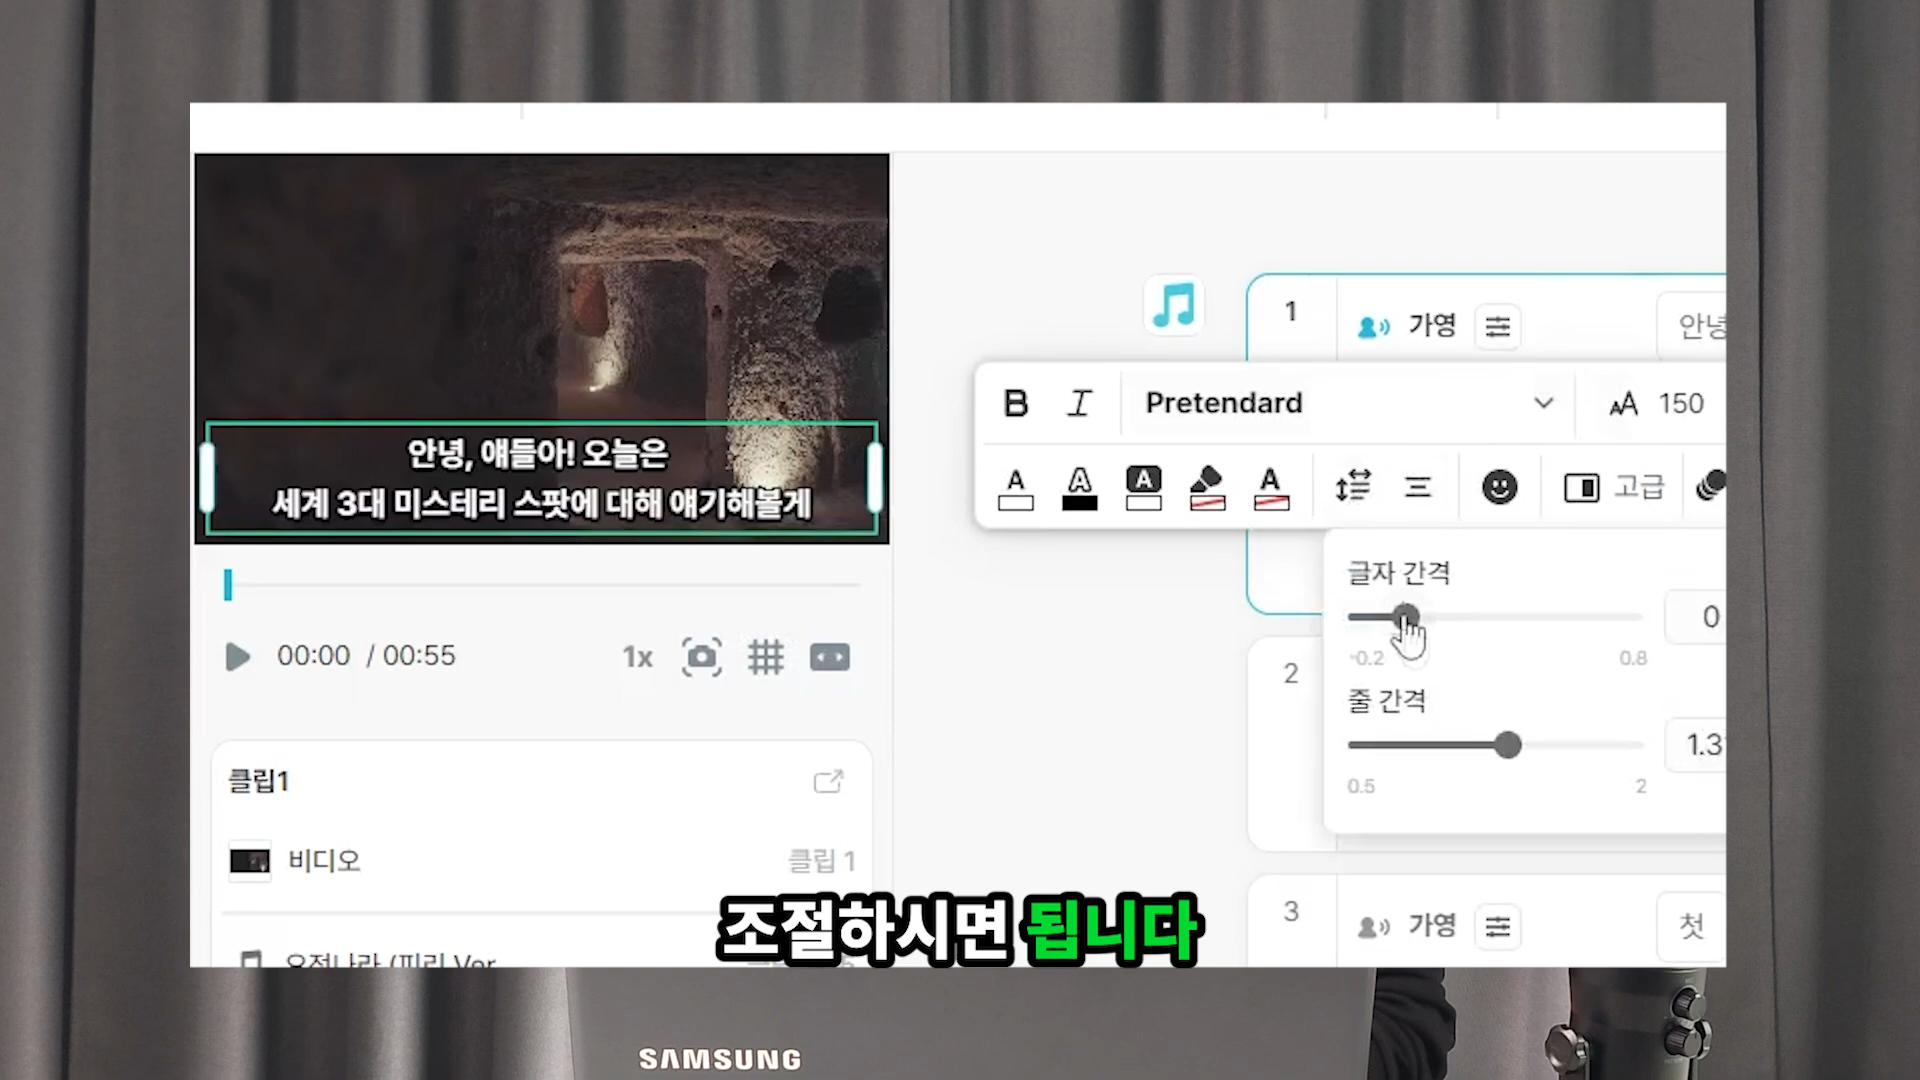 안녕, 얘들아! 오늘은
세계 3대 미스테리 스팟에 대해 얘기해볼게
00:00 / 00:55
1x
클립1
비디오
클립 1
1
가영
안녕
B I Pretendard AA 150
A A A A
고급
글자 간격
0
-0.2 0.8
줄 간격
0.5 2
2
3
가영
첫
조절하시면 됩니다
SAMSUNG